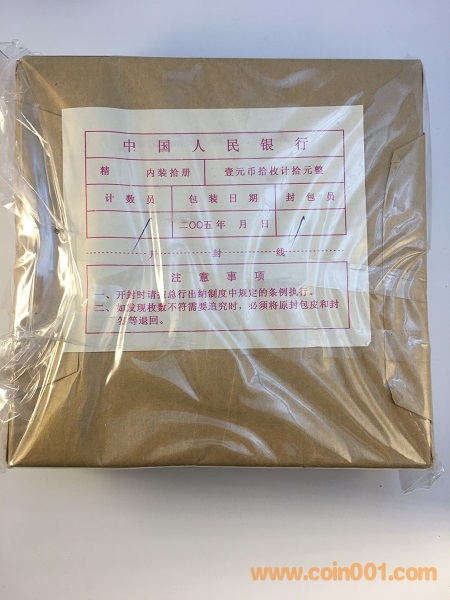 中国人民银行
精 内装拾册 壹元币拾枚计拾元整
计数员 包装日期 封包员
二〇〇五年 月 日
开 封 线
注意事项
一、开封时请按总行出纳制度中规定的条例执行。
二、如发现枚数不符需要追究时，必须将原封包皮和封
签等退回。
www.coin001.com